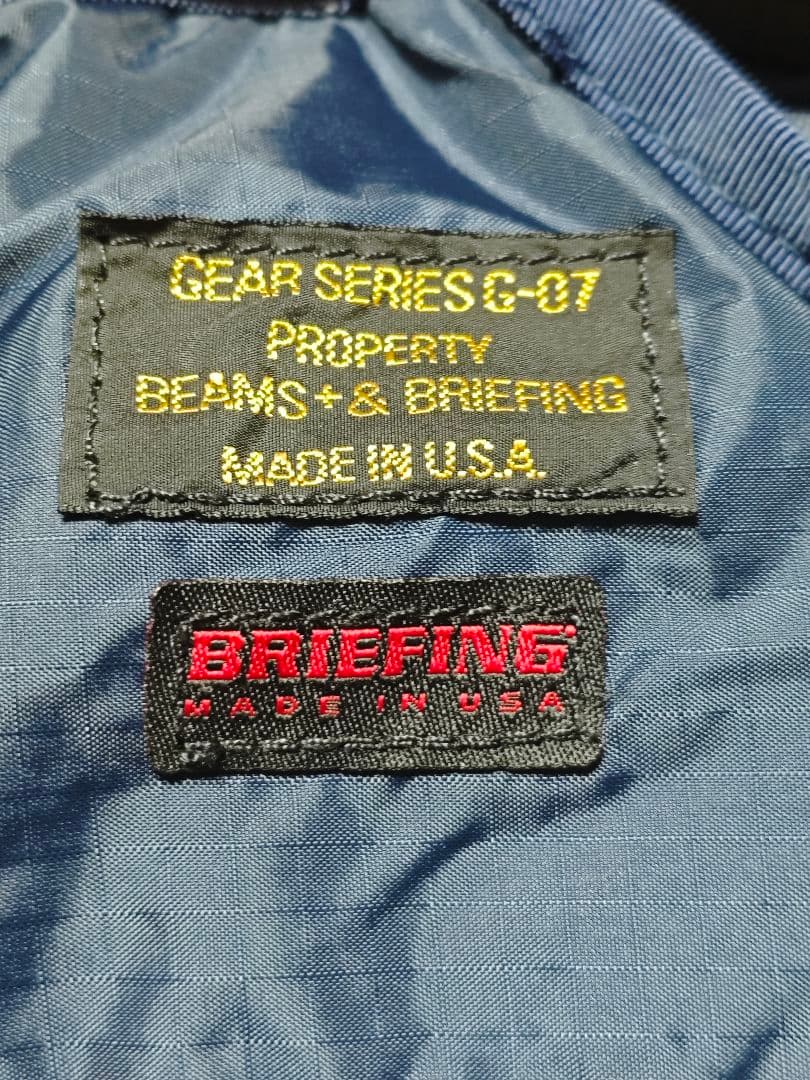 GEAR SERIES G-07
PROPERTY
BEAMS+& BRIEFING
MADE IN U.S.A.
BRIEFING
MADE IN USA